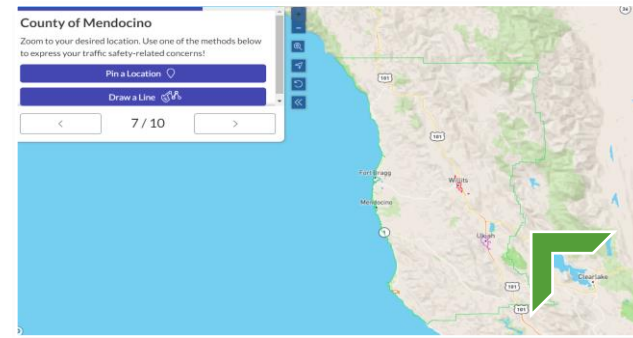 County of Mendocino
Zoom to your desired location. Use one of the methods below
to express your traffic safety-related concerns!
Pin a Location
Draw a Line
<
7 / 10
>
101
101
Fort Bragg
Willits
Mendocino
1
Ukiah
Clearlake
101
101